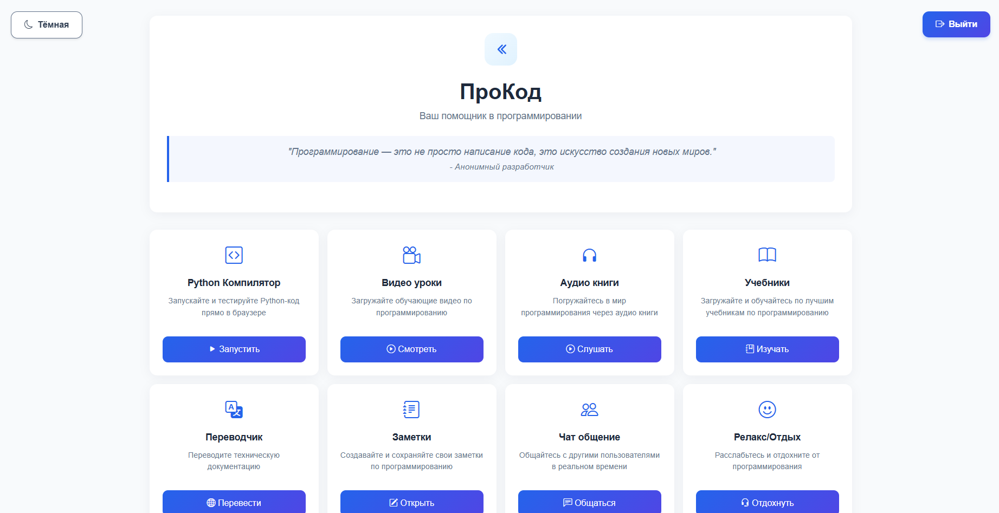 Тёмная
Выйти
ПроКод
Ваш помощник в программировании
"Программирование — это не просто написание кода, это искусство создания новых миров."
- Анонимный разработчик
Python Компилятор
Запускайте и тестируйте Python-код
прямо в браузере
Запустить
Видео уроки
Загружайте обучающие видео по
программированию
Смотреть
Аудио книги
Погружайтесь в мир
программирования через аудио книги
Слушать
Учебники
Загружайте и обучайтесь по лучшим
учебникам по программированию
Изучать
Переводчик
Переводите техническую
документацию
Перевести
Заметки
Создавайте и сохраняйте свои заметки
по программированию
Открыть
Чат общение
Общайтесь с другими пользователями
в реальном времени
Общаться
Релакс/Отдых
Расслабьтесь и отдохните от
программирования
Отдохнуть